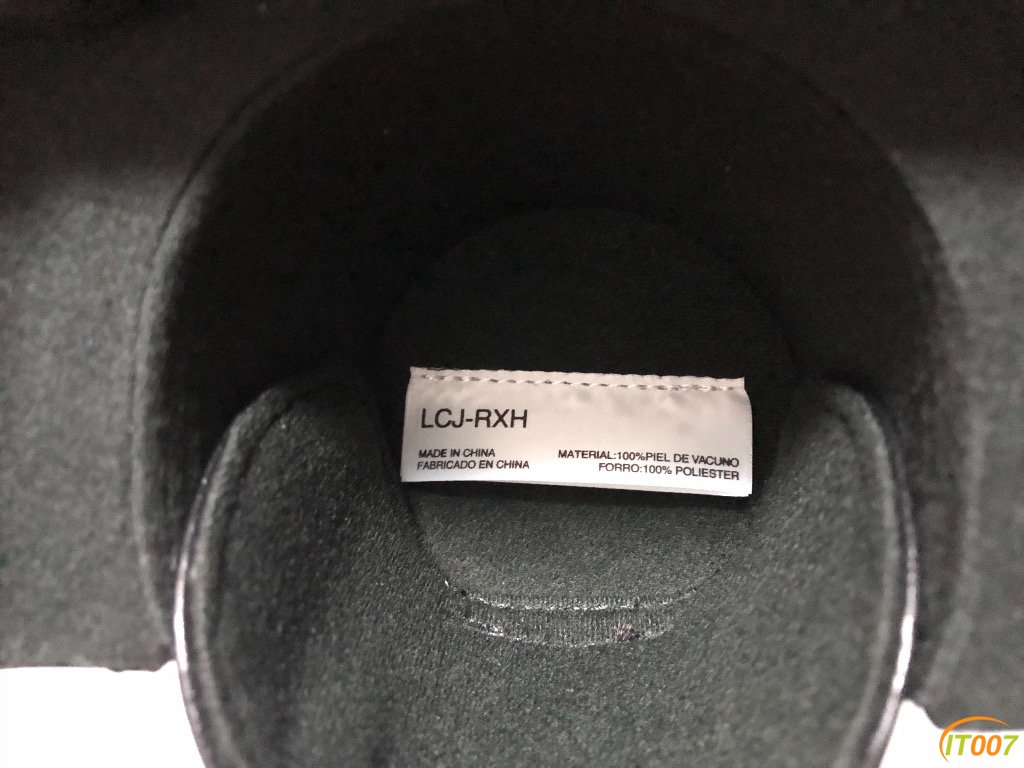 LCJ-RXH
MADE IN CHINA
FABRICADO EN CHINA
MATERIAL:100%PIEL DE VACUNO
FORRO:100% POLIESTER
IT007